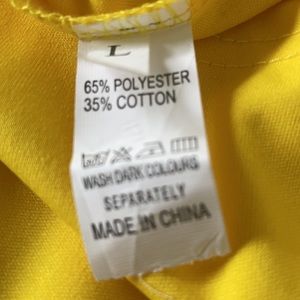 L
65% POLYESTER
35% COTTON
WASH DARK COLOURS
SEPARATELY
MADE IN CHINA